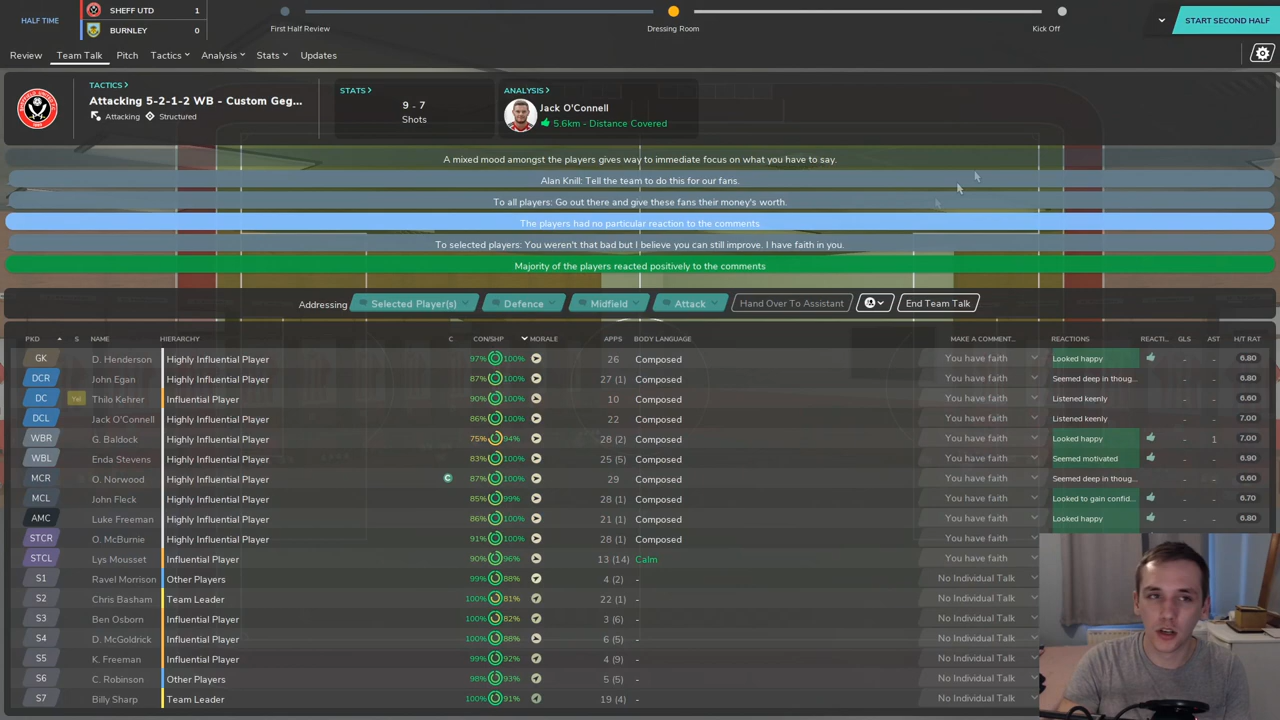 HALF TIME
SHEFF UTD 1
BURNLEY 0
First Half Review
Dressing Room
Kick Off
START SECOND HALF
Review Team Talk Pitch Tactics Analysis Stats Updates
TACTICS
Attacking 5-2-1-2 WB - Custom Geg...
Attacking Structured
STATS
9 - 7
Shots
ANALYSIS
Jack O'Connell
5.6km - Distance Covered
A mixed mood amongst the players gives way to immediate focus on what you have to say.
Alan Knill: Tell the team to do this for our fans.
To all players: Go out there and give these fans their money's worth.
The players had no particular reaction to the comments
To selected players: You weren't that bad but I believe you can still improve. I have faith in you.
Majority of the players reacted positively to the comments
Addressing Selected Player(s) Defence Midfield Attack Hand Over To Assistant End Team Talk
PKD S NAME HIERARCHY C CON/SHP MORALE APPS BODY LANGUAGE MAKE A COMMENT... REACTIONS REACTI... GLS AST H/T RAT
GK D. Henderson Highly Influential Player 97% 100% 26 Composed You have faith Looked happy - - 6.80
DCR John Egan Highly Influential Player 87% 100% 27 (1) Composed You have faith Seemed deep in thoug... - - 6.80
DC Yel Thilo Kehrer Influential Player 90% 100% 10 Composed You have faith Listened keenly - - 6.60
DCL Jack O'Connell Highly Influential Player 86% 100% 22 Composed You have faith Listened keenly - - 7.00
WBR G. Baldock Highly Influential Player 75% 94% 28 (2) Composed You have faith Looked happy - 1 7.00
WBL Enda Stevens Highly Influential Player 83% 100% 25 (5) Composed You have faith Seemed motivated - - 6.90
MCR O. Norwood Highly Influential Player C 87% 100% 29 Composed You have faith Seemed deep in thoug... - - 6.60
MCL John Fleck Highly Influential Player 85% 99% 28 (1) Composed You have faith Looked to gain confid... - - 6.70
AMC Luke Freeman Highly Influential Player 86% 100% 21 (1) Composed You have faith Looked happy - - 6.80
STCR O. McBurnie Highly Influential Player 91% 100% 28 (1) Composed You have faith
STCL Lys Mousset Influential Player 90% 96% 13 (14) Calm You have faith
S1 Ravel Morrison Other Players 99% 88% 4 (2) - No Individual Talk
S2 Chris Basham Team Leader 100% 81% 22 (1) - No Individual Talk
S3 Ben Osborn Influential Player 100% 82% 3 (6) - No Individual Talk
S4 D. McGoldrick Influential Player 100% 88% 6 (5) - No Individual Talk
S5 K. Freeman Influential Player 99% 92% 4 (9) - No Individual Talk
S6 C. Robinson Other Players 98% 93% 5 (5) - No Individual Talk
S7 Billy Sharp Team Leader 100% 91% 19 (4) - No Individual Talk